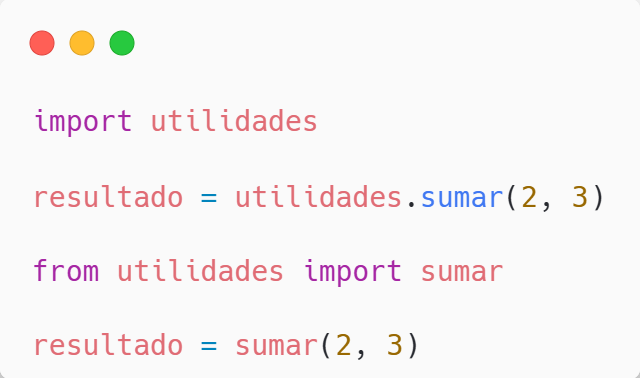 import utilidades
resultado = utilidades.sumar(2, 3)
from utilidades import sumar
resultado = sumar(2, 3)